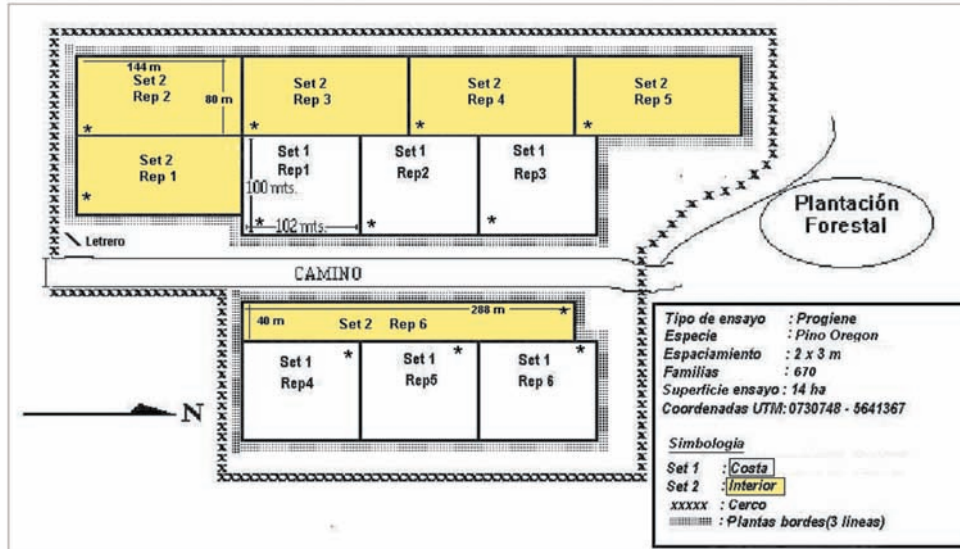 144 m
Set 2
Rep 2
80 m
Set 2
Rep 3
Set 2
Rep 4
Set 2
Rep 5
Set 2
Rep 1
Set 1
Rep1
100 mts.
102 mts.
Set 1
Rep2
Set 1
Rep3
Letrero
Plantación
Forestal
CAMINO
288 m
40 m
Set 2 Rep 6
Set 1
Rep4
Set 1
Rep5
Set 1
Rep 6
N
Tipo de ensayo : Progiene
Especie : Pino Oregon
Espaciamiento : 2 x 3 m
Familias : 670
Superficie ensayo : 14 ha
Coordenadas UTM: 0730748 - 5641367
Simbologia
Set 1 : Costa
Set 2 : Interior
xxxxx : Cerco
: Plantas bordes(3 lineas)